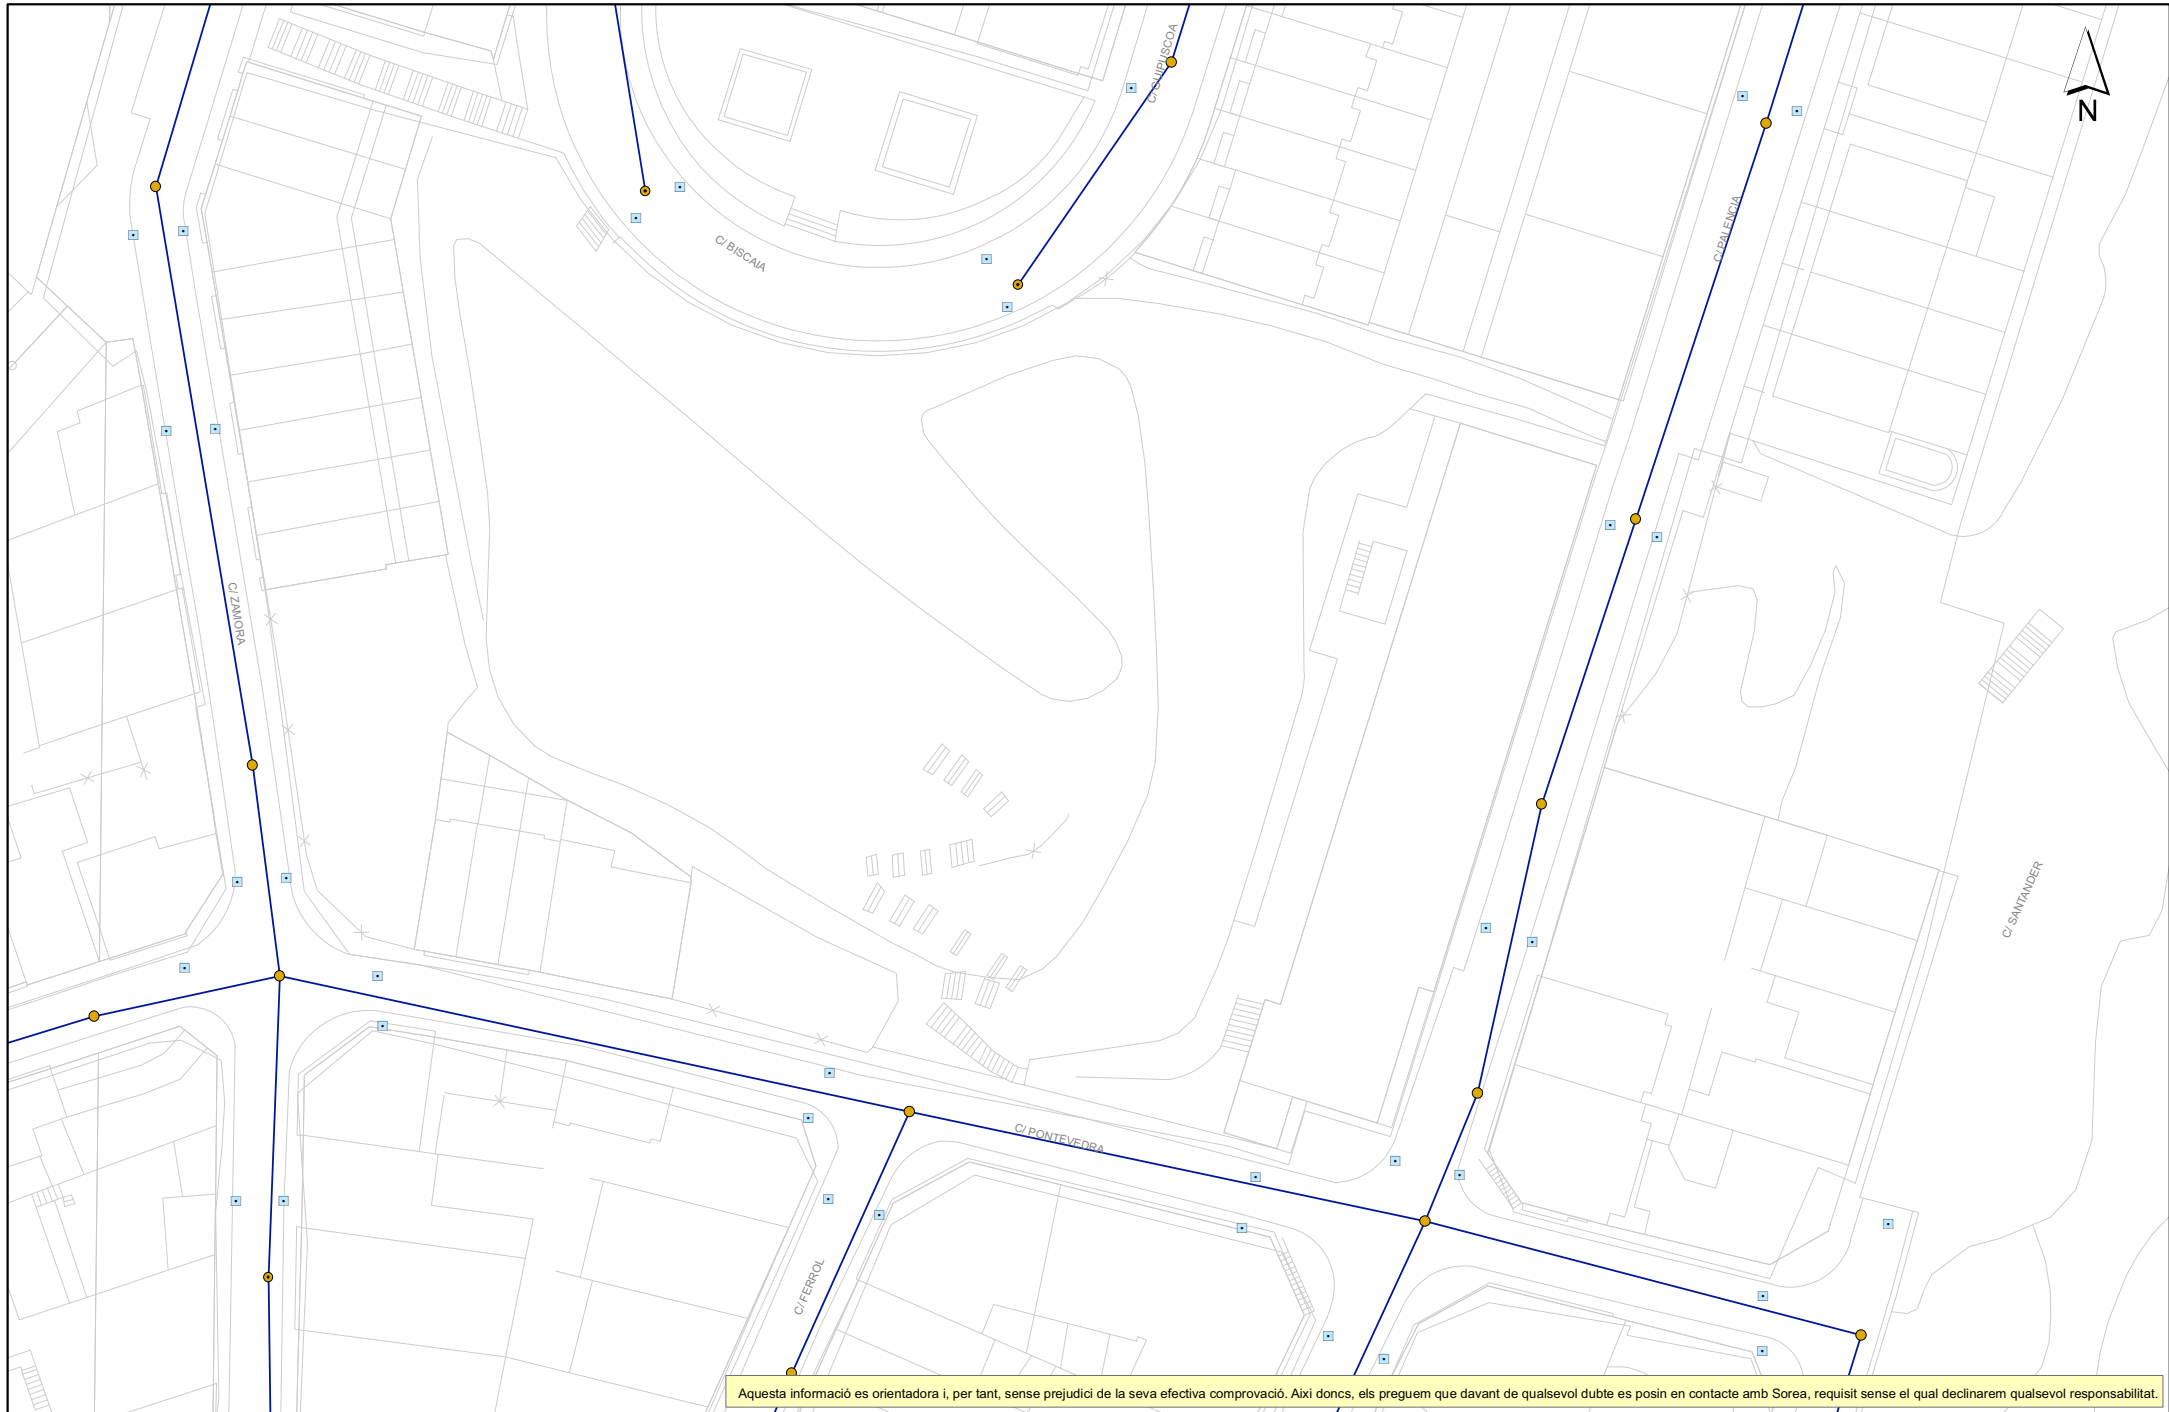 C/ GUIPUSCOA
N
C/ PALENCIA
C/ BISCAIA
C/ ZAMORA
C/ SANTANDER
C/ PONTEVEDRA
C/ FERROL
Aquesta informació es orientadora i, per tant, sense prejudici de la seva efectiva comprovació. Aixi doncs, els preguem que davant de qualsevol dubte es posin en contacte amb Sorea, requisit sense el qual declinarem qualsevol responsabilitat.